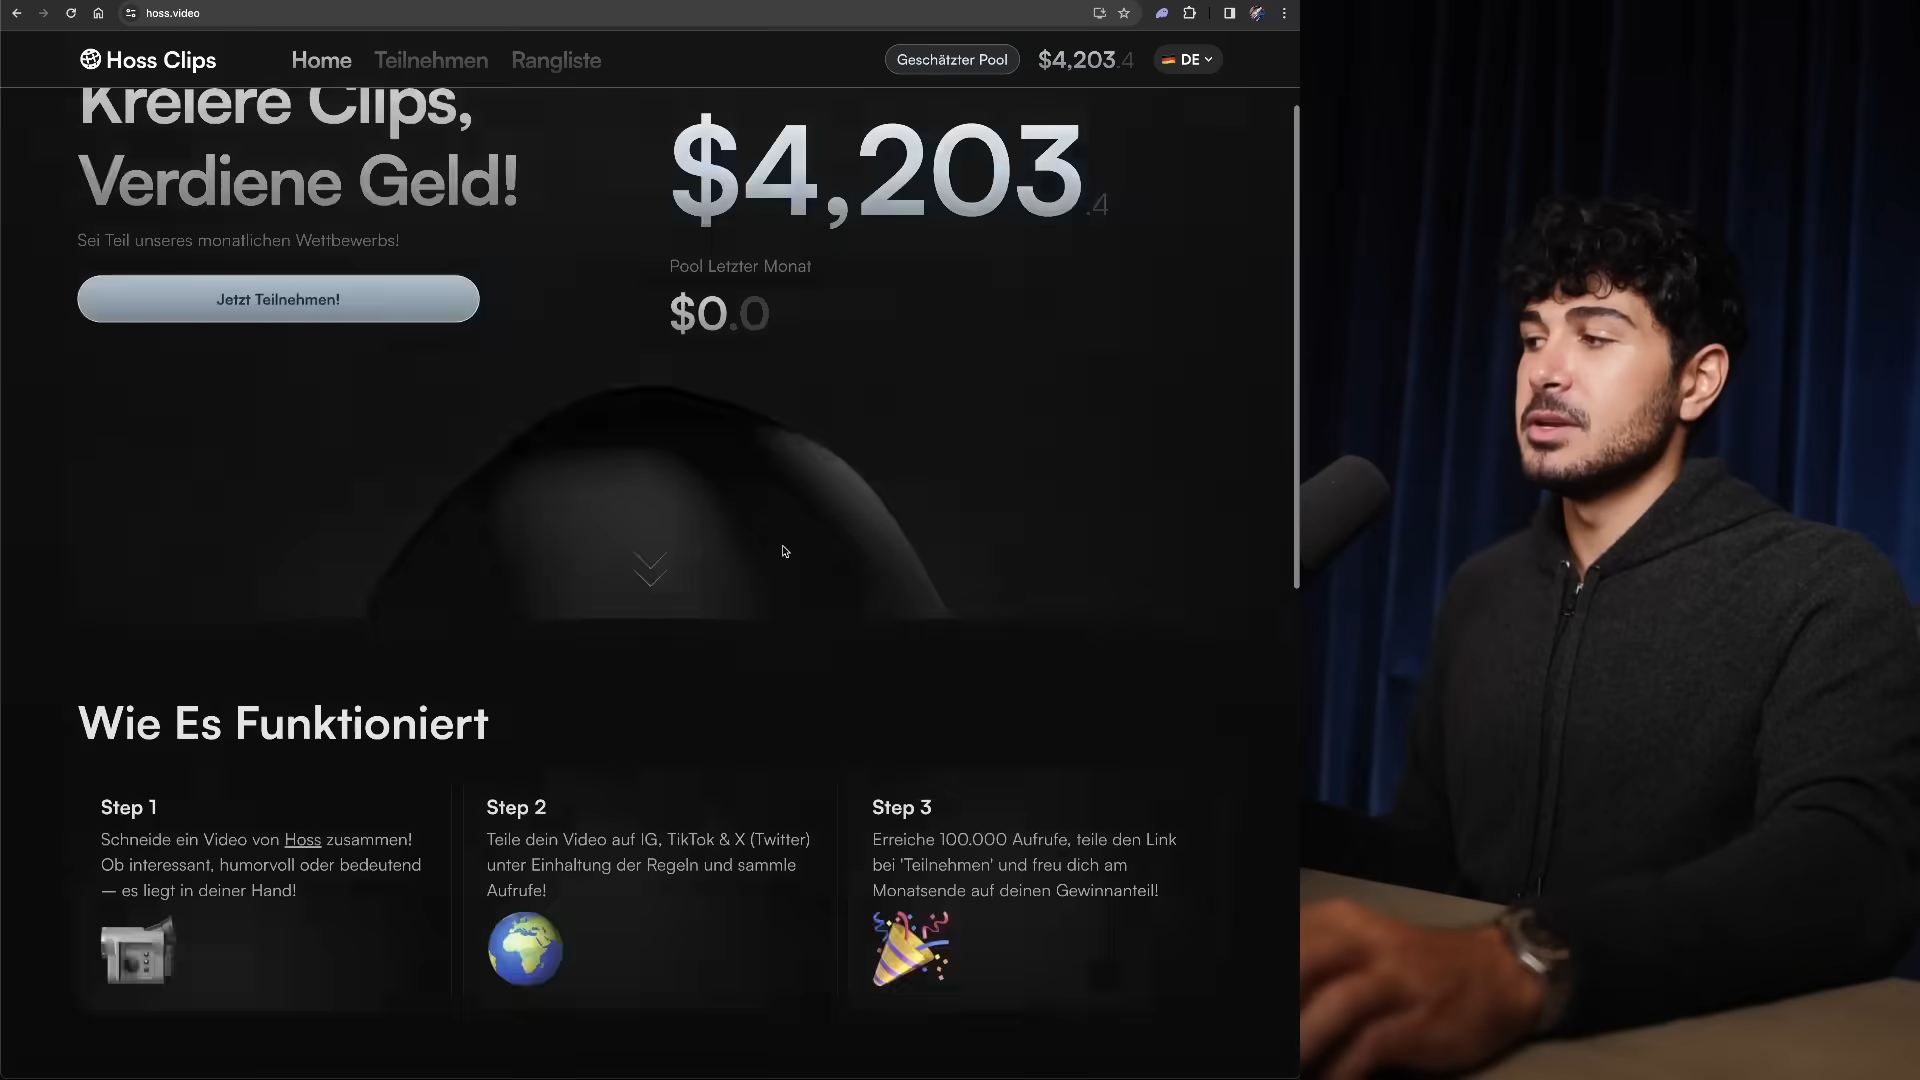 hoss.video
Hoss Clips
Home
Teilnehmen
Rangliste
Geschätzter Pool
$4,203.4
DE
Kreiere Clips,
Verdiene Geld!
Sei Teil unseres monatlichen Wettbewerbs!
Jetzt Teilnehmen!
$4,203.4
Pool Letzter Monat
$0.0
Wie Es Funktioniert
Step 1
Schneide ein Video von Hoss zusammen!
Ob interessant, humorvoll oder bedeutend
— es liegt in deiner Hand!
Step 2
Teile dein Video auf IG, TikTok & X (Twitter)
unter Einhaltung der Regeln und sammle
Aufrufe!
Step 3
Erreiche 100.000 Aufrufe, teile den Link
bei 'Teilnehmen' und freu dich am
Monatsende auf deinen Gewinnanteil!